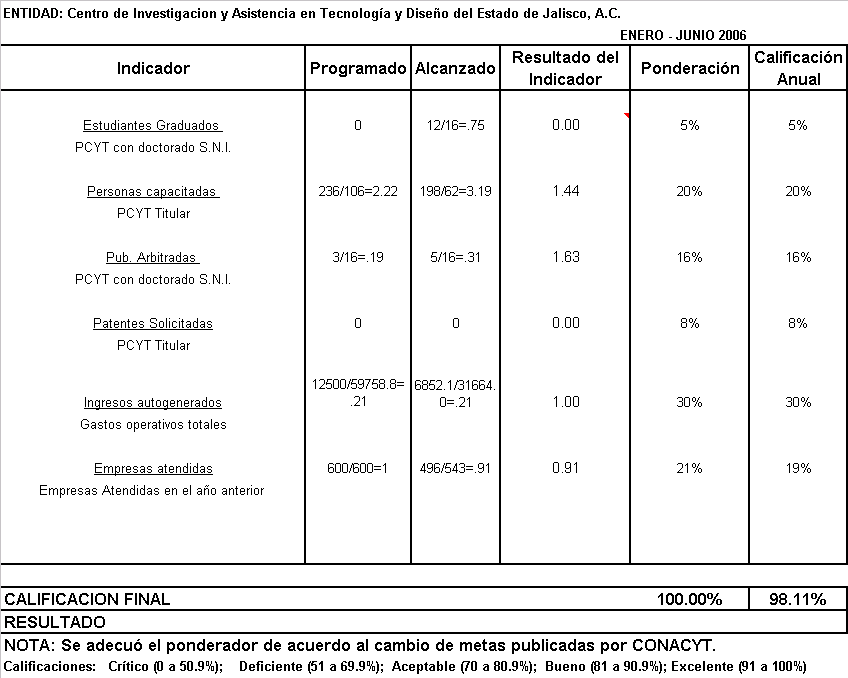 ENTIDAD: Centro de Investigacion y Asistencia en Tecnología y Diseño del Estado de Jalisco, A.C.
ENERO - JUNIO 2006
Indicador Programado Alcanzado Resultado del Indicador Ponderación Calificación Anual
Estudiantes Graduados 0 12/16=.75 0.00 5% 5%
PCYT con doctorado S.N.I.
Personas capacitadas 236/106=2.22 198/62=3.19 1.44 20% 20%
PCYT Titular
Pub. Arbitradas 3/16=.19 5/16=.31 1.63 16% 16%
PCYT con doctorado S.N.I.
Patentes Solicitadas 0 0 0.00 8% 8%
PCYT Titular
12500/59758.8= 6852.1/31664.
Ingresos autogenerados .21 0=.21 1.00 30% 30%
Gastos operativos totales
Empresas atendidas 600/600=1 496/543=.91 0.91 21% 19%
Empresas Atendidas en el año anterior
CALIFICACION FINAL 100.00% 98.11%
RESULTADO
NOTA: Se adecuó el ponderador de acuerdo al cambio de metas publicadas por CONACYT.
Calificaciones: Crítico (0 a 50.9%); Deficiente (51 a 69.9%); Aceptable (70 a 80.9%); Bueno (81 a 90.9%); Excelente (91 a 100%)